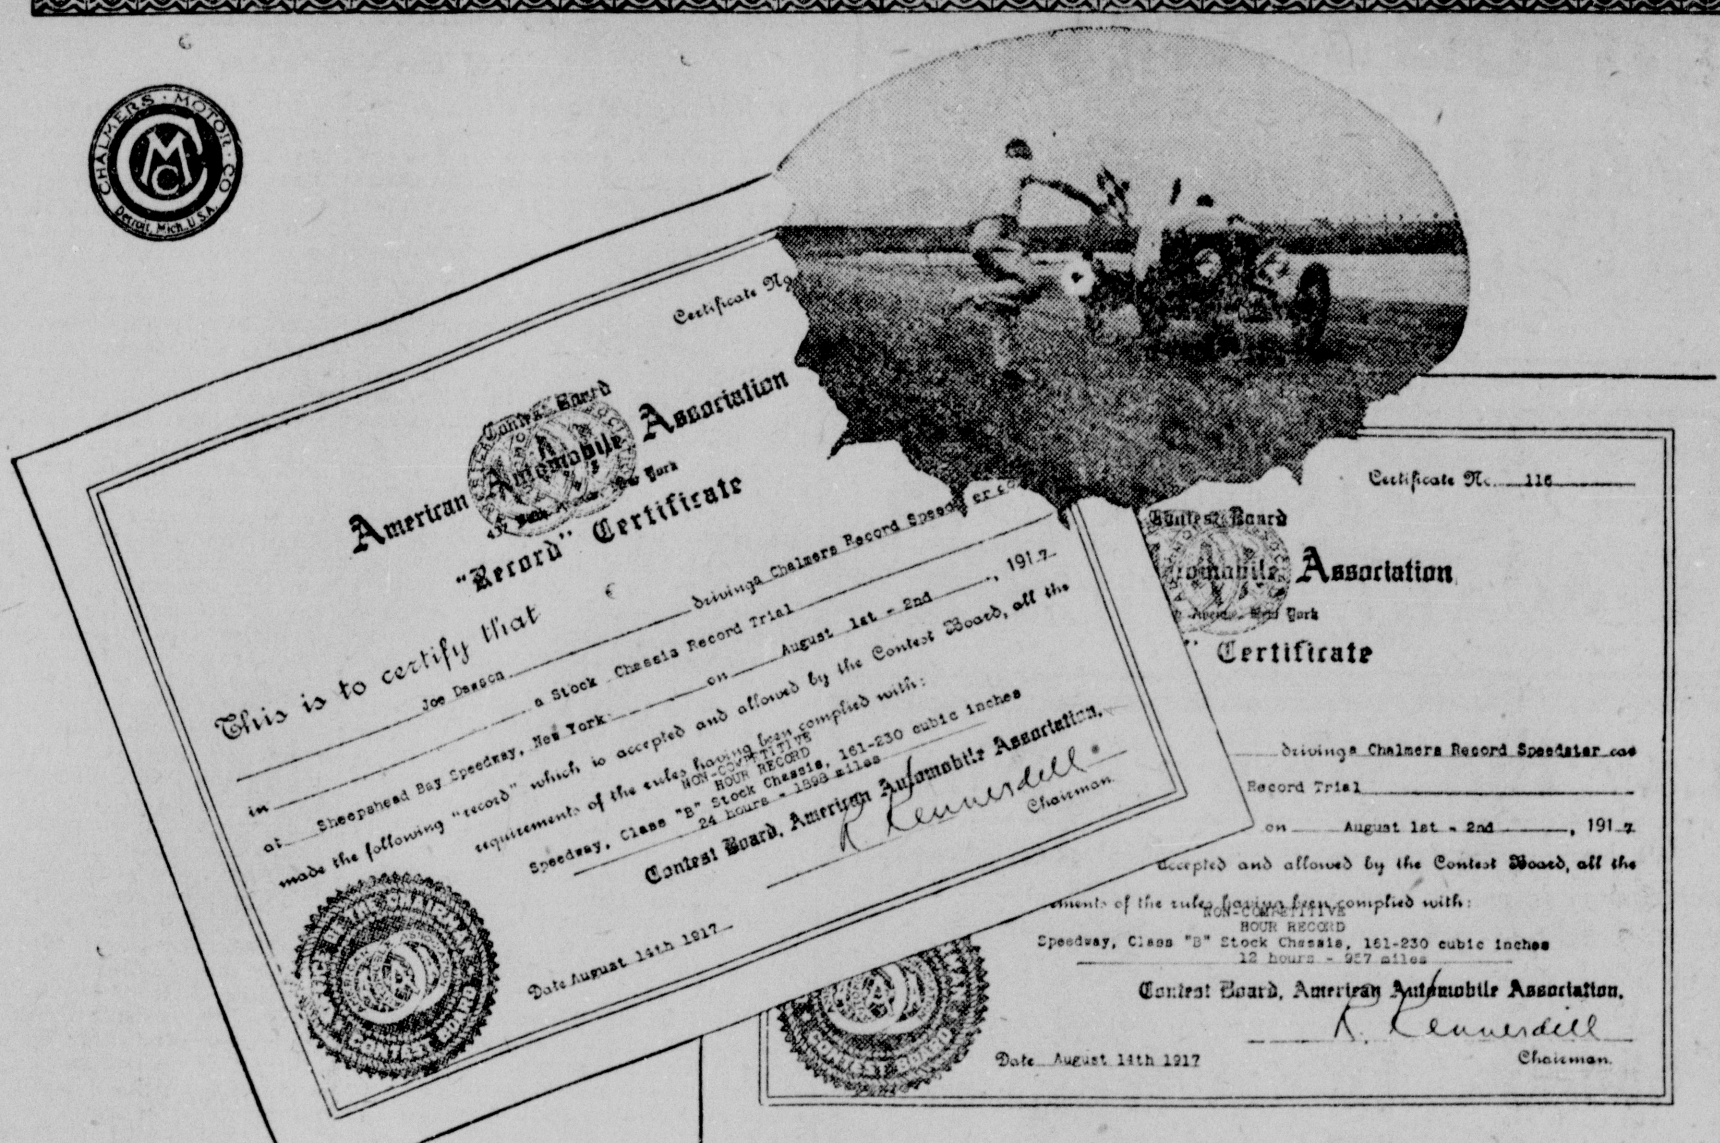 CHALMERS · MOTOR · CO
Detroit, Mich. U.S.A.
Certificate No
Contest Board
American Automobile Association
"Record" Certificate
This is to certify that
Joe Dawson driving a Chalmers Record Speedster car
in a Stock Chassis Record Trial
at Sheepshead Bay Speedway, New York on August 1st - 2nd, 1917
made the following "record" which is accepted and allowed by the Contest Board, all the
requirements of the rules having been complied with:
NON-COMPETITIVE
HOUR RECORD
Speedway, Class "B" Stock Chassis, 161-230 cubic inches
24 hours - 1898 miles
Contest Board, American Automobile Association.
Chairman.
Date August 14th 1917
Certificate No. 116
Contest Board
Association
New York
" Certificate
driving a Chalmers Record Speedster car
Record Trial
on August 1st - 2nd, 1917
accepted and allowed by the Contest Board, all the
ements of the rules having been complied with:
NON-COMPETITIVE
HOUR RECORD
Speedway, Class "B" Stock Chassis, 161-230 cubic inches
12 hours - 957 miles
Contest Board, American Automobile Association.
Date August 14th 1917
Chairman.